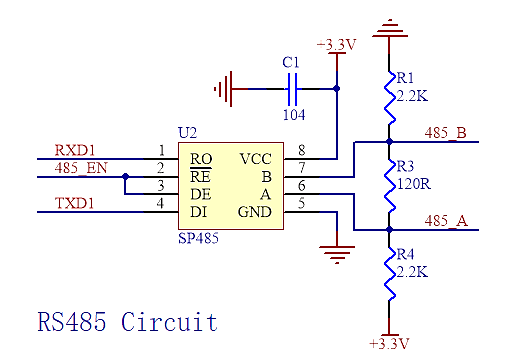 +3.3V
C1
104
R1
2.2K
U2
485_B
RXD1 1 RO VCC 8
485_EN 2 RE B 7
3 DE A 6
TXD1 4 DI GND 5
R3
120R
485_A
SP485
R4
2.2K
RS485 Circuit
+3.3V